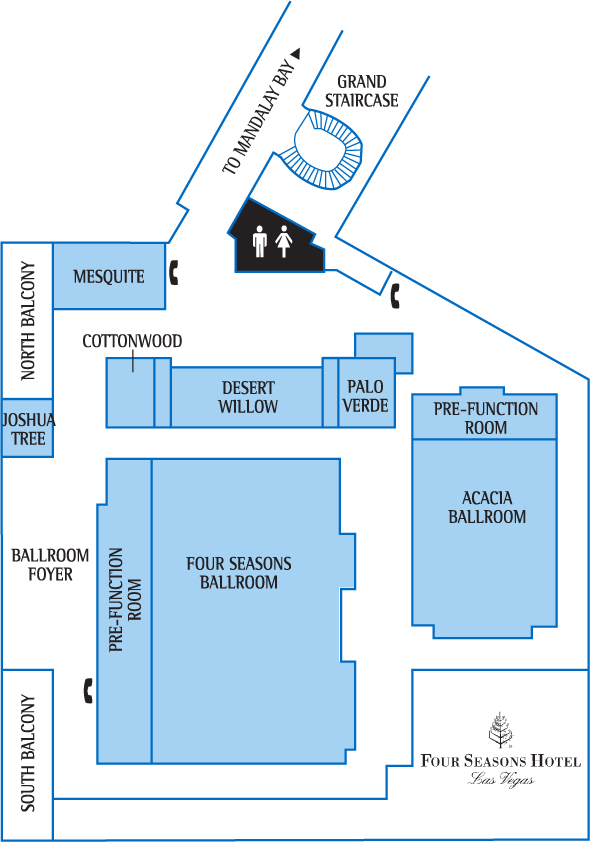 TO MANDALAY BAY
GRAND
STAIRCASE
NORTH BALCONY
MESQUITE
COTTONWOOD
DESERT
WILLOW
PALO
VERDE
JOSHUA
TREE
PRE-FUNCTION
ROOM
ACACIA
BALLROOM
BALLROOM
FOYER
PRE-FUNCTION
ROOM
FOUR SEASONS
BALLROOM
SOUTH BALCONY
FOUR SEASONS HOTEL
Las Vegas